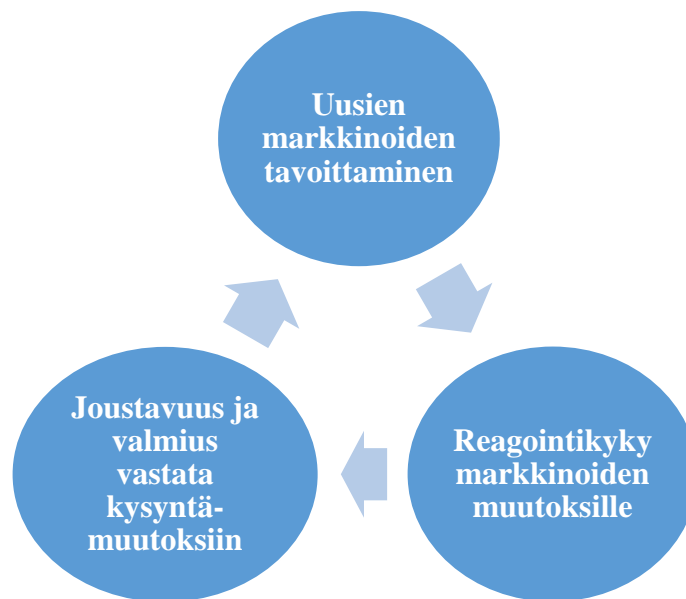 Uusien
markkinoiden
tavoittaminen
Joustavuus ja
valmius
vastata
kysyntä-
muutoksiin
Reagointikyky
markkinoiden
muutoksille